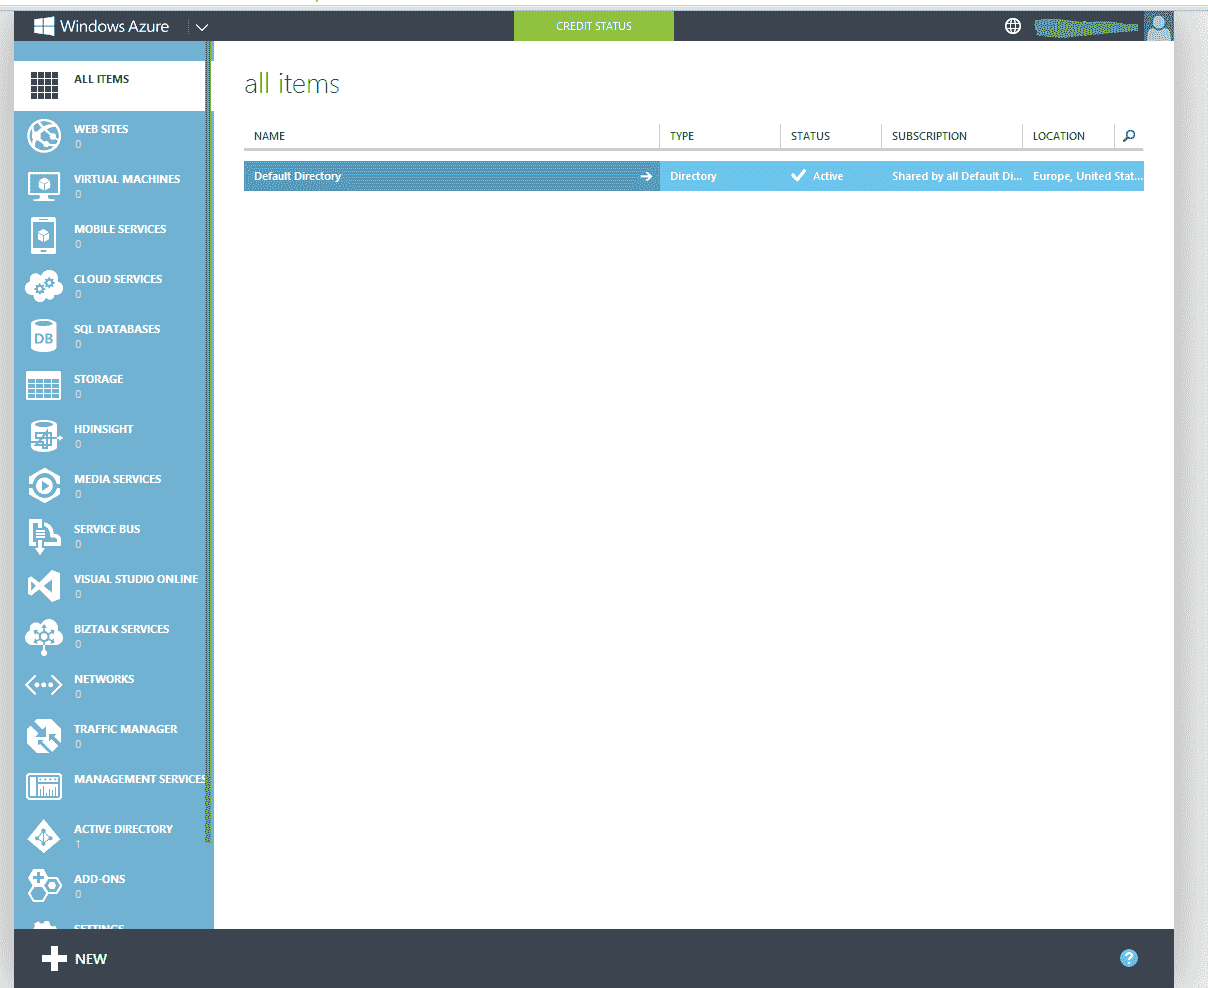 Windows Azure
CREDIT STATUS
ALL ITEMS
WEB SITES
0
VIRTUAL MACHINES
0
MOBILE SERVICES
0
CLOUD SERVICES
0
SQL DATABASES
0
DB
STORAGE
0
HDINSIGHT
0
MEDIA SERVICES
0
SERVICE BUS
0
VISUAL STUDIO ONLINE
0
BIZTALK SERVICES
0
NETWORKS
0
TRAFFIC MANAGER
0
MANAGEMENT SERVICES
ACTIVE DIRECTORY
1
ADD-ONS
0
SETTINGS
all items
NAME TYPE STATUS SUBSCRIPTION LOCATION
Default Directory Directory Active Shared by all Default Di... Europe, United Stat...
NEW
?